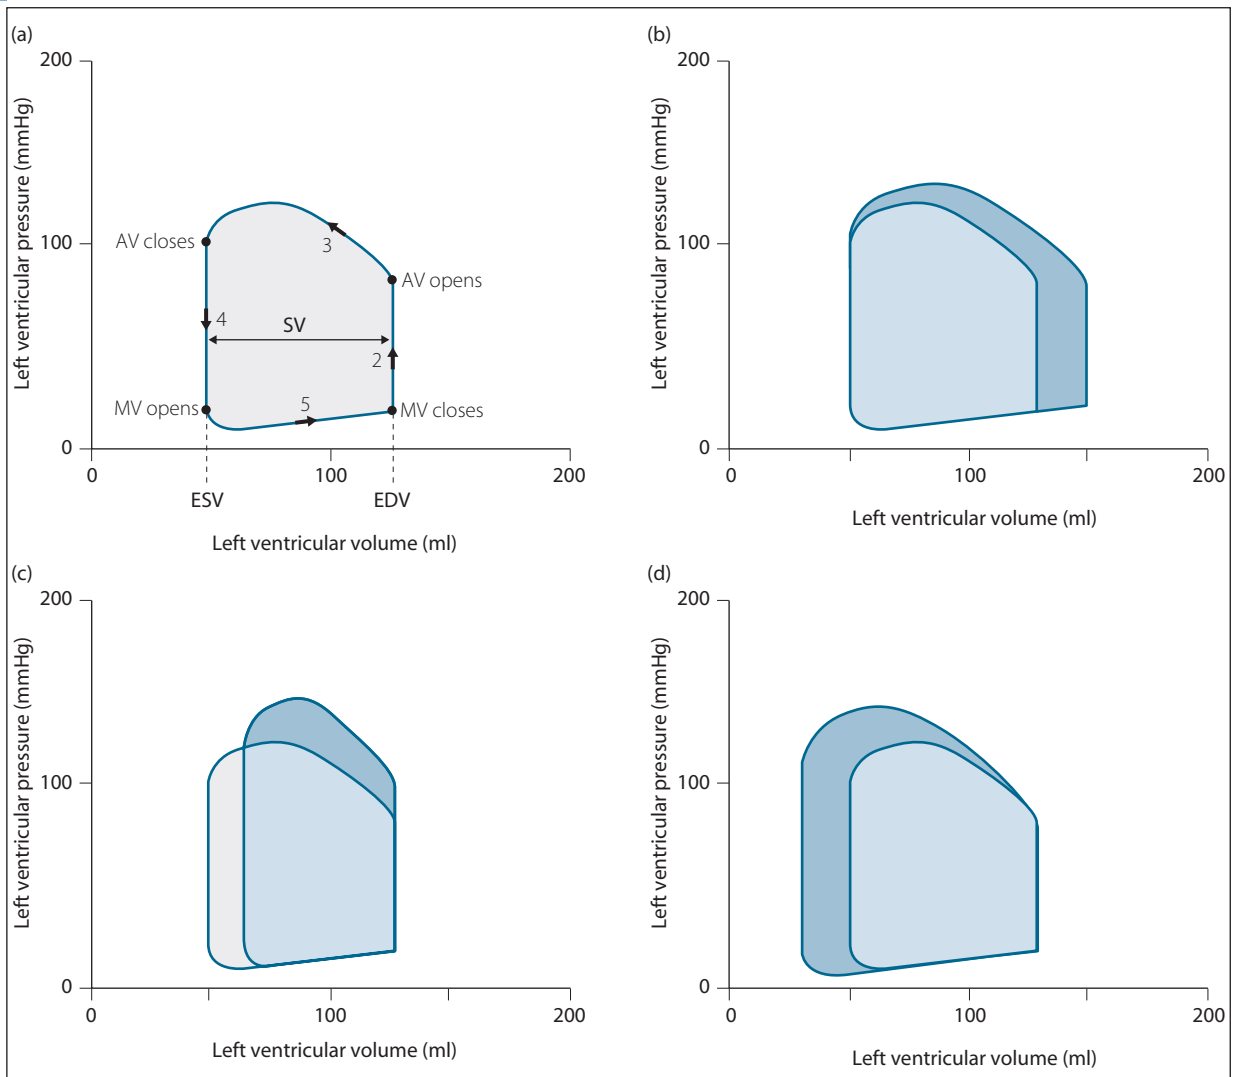 (a)
200
Left ventricular pressure (mmHg)
AV closes
3
100
AV opens
4
SV
2
MV opens
5
MV closes
0
0
100
200
ESV
EDV
Left ventricular volume (ml)
(b)
200
Left ventricular pressure (mmHg)
100
0
0
100
200
Left ventricular volume (ml)
(c)
200
Left ventricular pressure (mmHg)
100
0
0
100
200
Left ventricular volume (ml)
(d)
200
Left ventricular pressure (mmHg)
100
0
0
100
200
Left ventricular volume (ml)